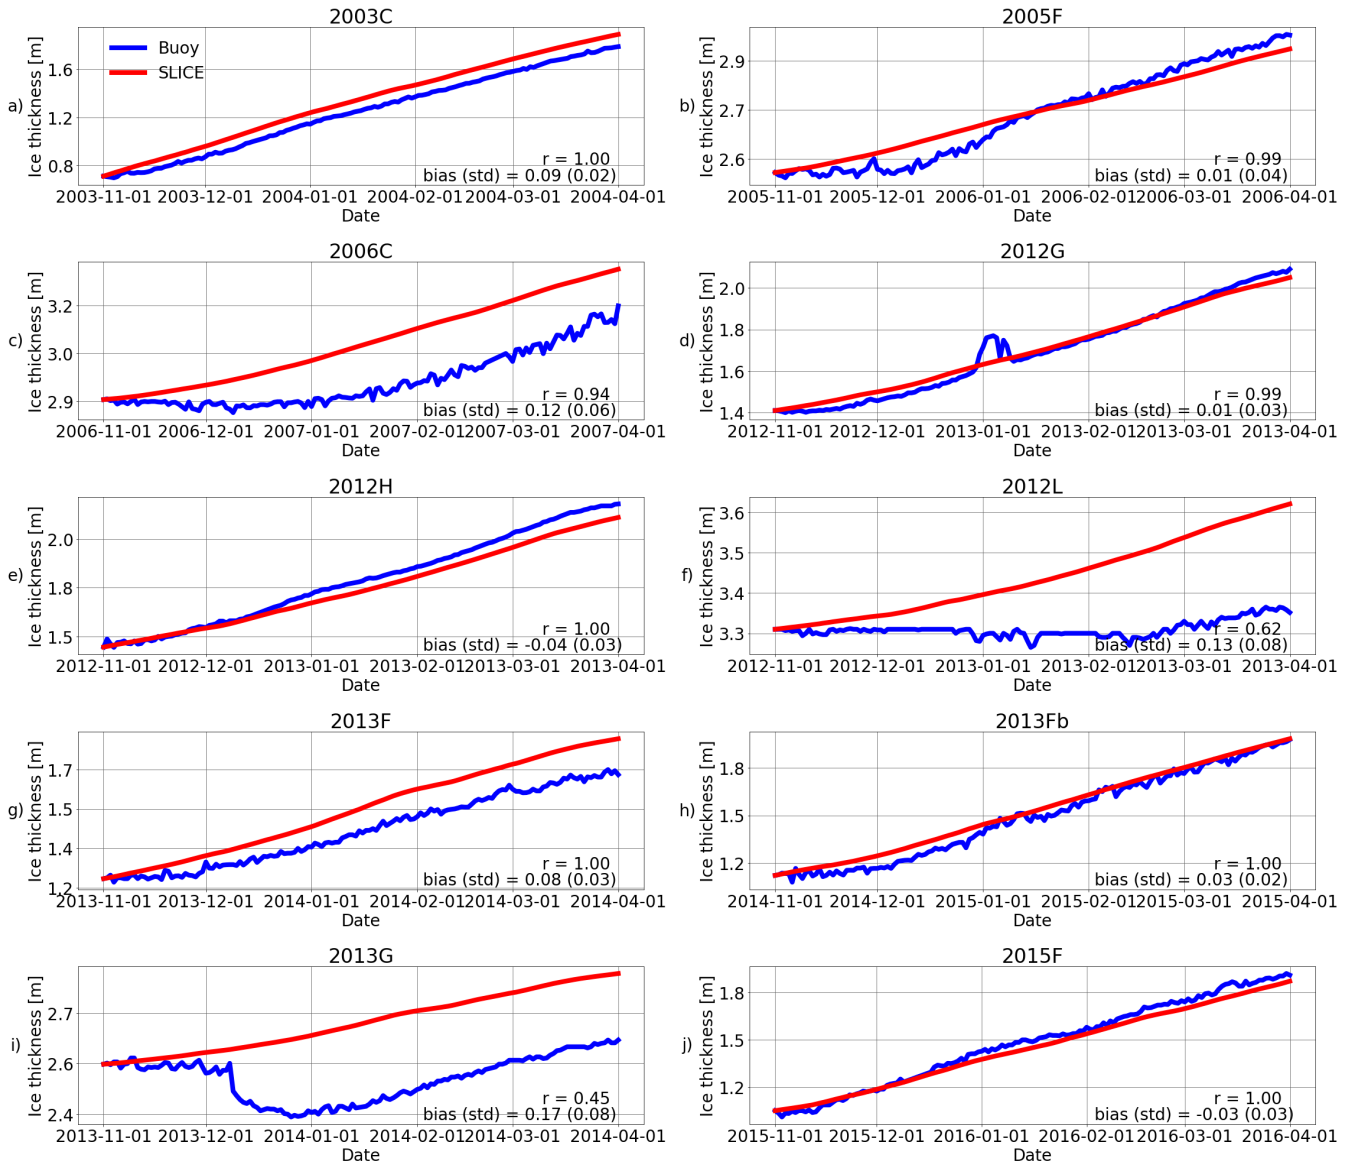 2003C
Buoy
SLICE
a)
Ice thickness [m]
1.6
1.2
0.8
r = 1.00
bias (std) = 0.09 (0.02)
2003-11-01 2003-12-01 2004-01-01 2004-02-01 2004-03-01 2004-04-01
Date
2005F
b)
Ice thickness [m]
2.9
2.7
2.6
r = 0.99
bias (std) = 0.01 (0.04)
2005-11-01 2005-12-01 2006-01-01 2006-02-01 2006-03-01 2006-04-01
Date
2006C
c)
Ice thickness [m]
3.2
3.0
2.9
r = 0.94
bias (std) = 0.12 (0.06)
2006-11-01 2006-12-01 2007-01-01 2007-02-01 2007-03-01 2007-04-01
Date
2012G
d)
Ice thickness [m]
2.0
1.8
1.6
1.4
r = 0.99
bias (std) = 0.01 (0.03)
2012-11-01 2012-12-01 2013-01-01 2013-02-01 2013-03-01 2013-04-01
Date
2012H
e)
Ice thickness [m]
2.0
1.8
1.5
r = 1.00
bias (std) = -0.04 (0.03)
2012-11-01 2012-12-01 2013-01-01 2013-02-01 2013-03-01 2013-04-01
Date
2012L
f)
Ice thickness [m]
3.6
3.5
3.4
3.3
r = 0.62
bias (std) = 0.13 (0.08)
2012-11-01 2012-12-01 2013-01-01 2013-02-01 2013-03-01 2013-04-01
Date
2013F
g)
Ice thickness [m]
1.7
1.5
1.4
1.2
r = 1.00
bias (std) = 0.08 (0.03)
2013-11-01 2013-12-01 2014-01-01 2014-02-01 2014-03-01 2014-04-01
Date
2013Fb
h)
Ice thickness [m]
1.8
1.5
1.2
r = 1.00
bias (std) = 0.03 (0.02)
2014-11-01 2014-12-01 2015-01-01 2015-02-01 2015-03-01 2015-04-01
Date
2013G
i)
Ice thickness [m]
2.7
2.6
2.4
r = 0.45
bias (std) = 0.17 (0.08)
2013-11-01 2013-12-01 2014-01-01 2014-02-01 2014-03-01 2014-04-01
Date
2015F
j)
Ice thickness [m]
1.8
1.5
1.2
r = 1.00
bias (std) = -0.03 (0.03)
2015-11-01 2015-12-01 2016-01-01 2016-02-01 2016-03-01 2016-04-01
Date